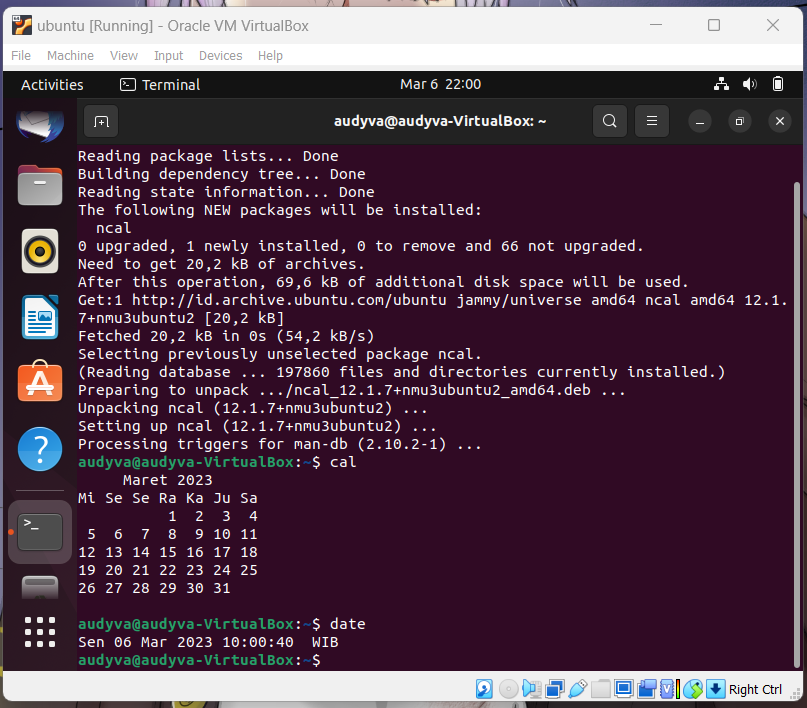 ubuntu [Running] - Oracle VM VirtualBox
File Machine View Input Devices Help
Activities Terminal Mar 6 22:00
audyva@audyva-VirtualBox: ~
Reading package lists... Done
Building dependency tree... Done
Reading state information... Done
The following NEW packages will be installed:
  ncal
0 upgraded, 1 newly installed, 0 to remove and 66 not upgraded.
Need to get 20,2 kB of archives.
After this operation, 69,6 kB of additional disk space will be used.
Get:1 http://id.archive.ubuntu.com/ubuntu jammy/universe amd64 ncal amd64 12.1.
7+nmu3ubuntu2 [20,2 kB]
Fetched 20,2 kB in 0s (54,2 kB/s)
Selecting previously unselected package ncal.
(Reading database ... 197860 files and directories currently installed.)
Preparing to unpack .../ncal_12.1.7+nmu3ubuntu2_amd64.deb ...
Unpacking ncal (12.1.7+nmu3ubuntu2) ...
Setting up ncal (12.1.7+nmu3ubuntu2) ...
Processing triggers for man-db (2.10.2-1) ...
audyva@audyva-VirtualBox:~$ cal
     Maret 2023
Mi Se Se Ra Ka Ju Sa
          1  2  3  4
 5  6  7  8  9 10 11
12 13 14 15 16 17 18
19 20 21 22 23 24 25
26 27 28 29 30 31
audyva@audyva-VirtualBox:~$ date
Sen 06 Mar 2023 10:00:40  WIB
audyva@audyva-VirtualBox:~$
Right Ctrl